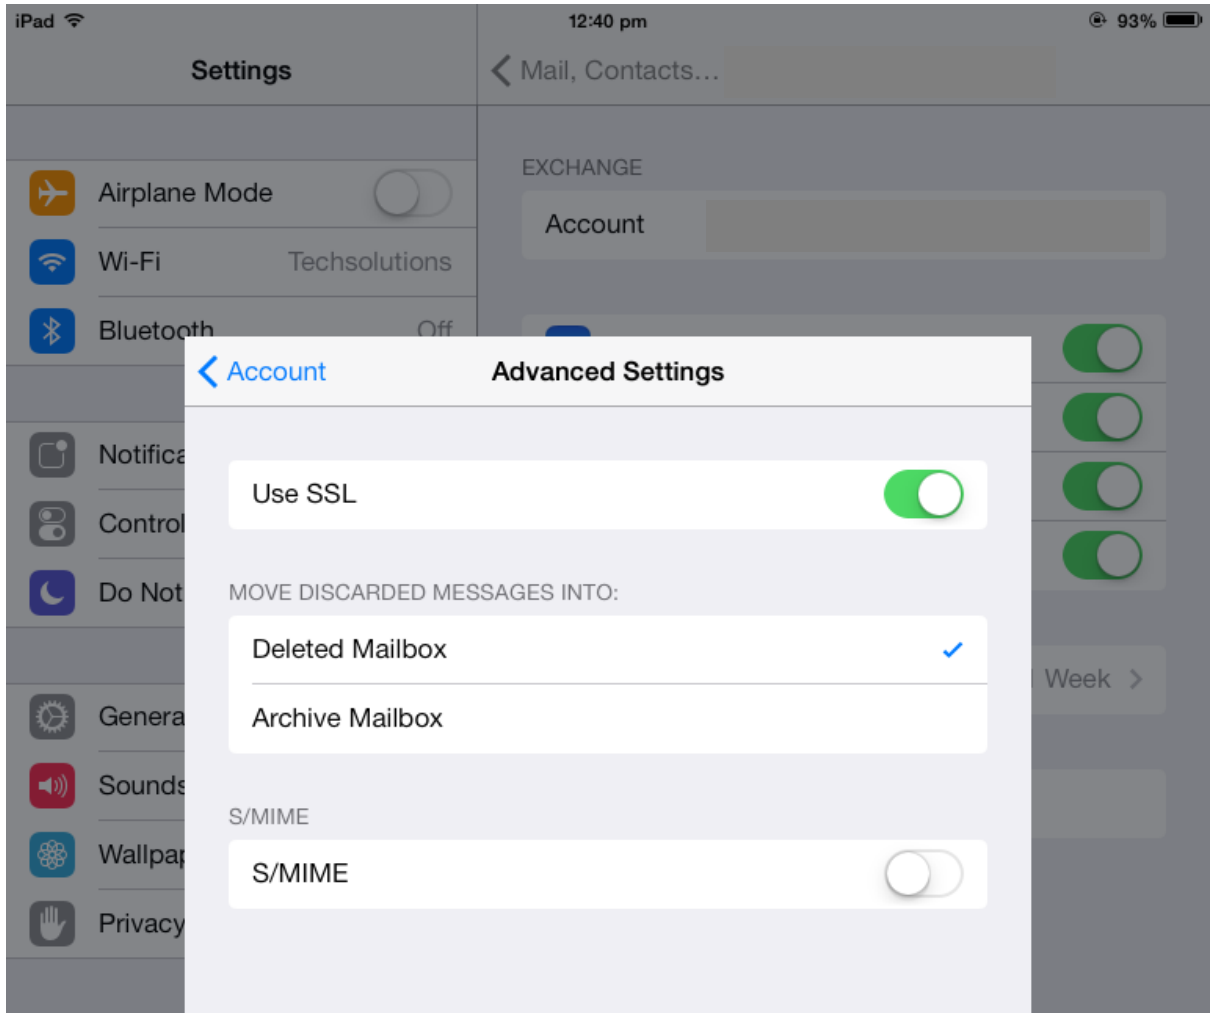 iPad
12:40 pm
93%
Settings
Mail, Contacts...
EXCHANGE
Airplane Mode
Account
Wi-Fi Techsolutions
Bluetooth Off
Account
Advanced Settings
Notifica
Use SSL
Control
Do Not
MOVE DISCARDED MESSAGES INTO:
Deleted Mailbox
Week
Genera
Archive Mailbox
Sounds
S/MIME
Wallpap
S/MIME
Privacy